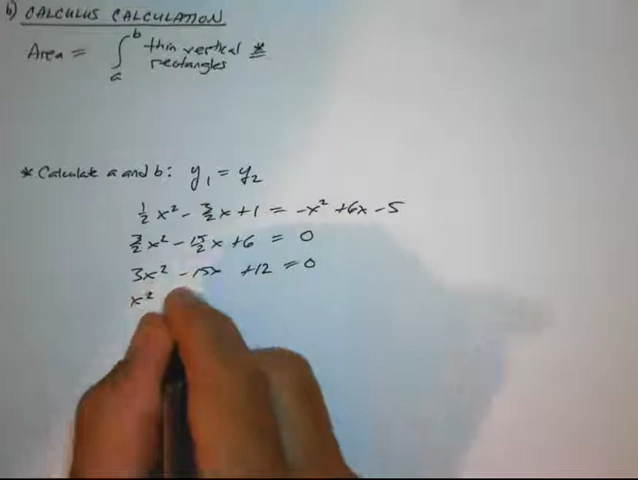 b) CALCULUS CALCULATION
Area = ∫ₐᵇ thin vertical *
rectangles
* Calculate a and b: y₁ = y₂
½x² - 3/2x + 1 = -x² + 6x - 5
3/2x² - 15/2x + 6 = 0
3x² - 15x + 12 = 0
x²